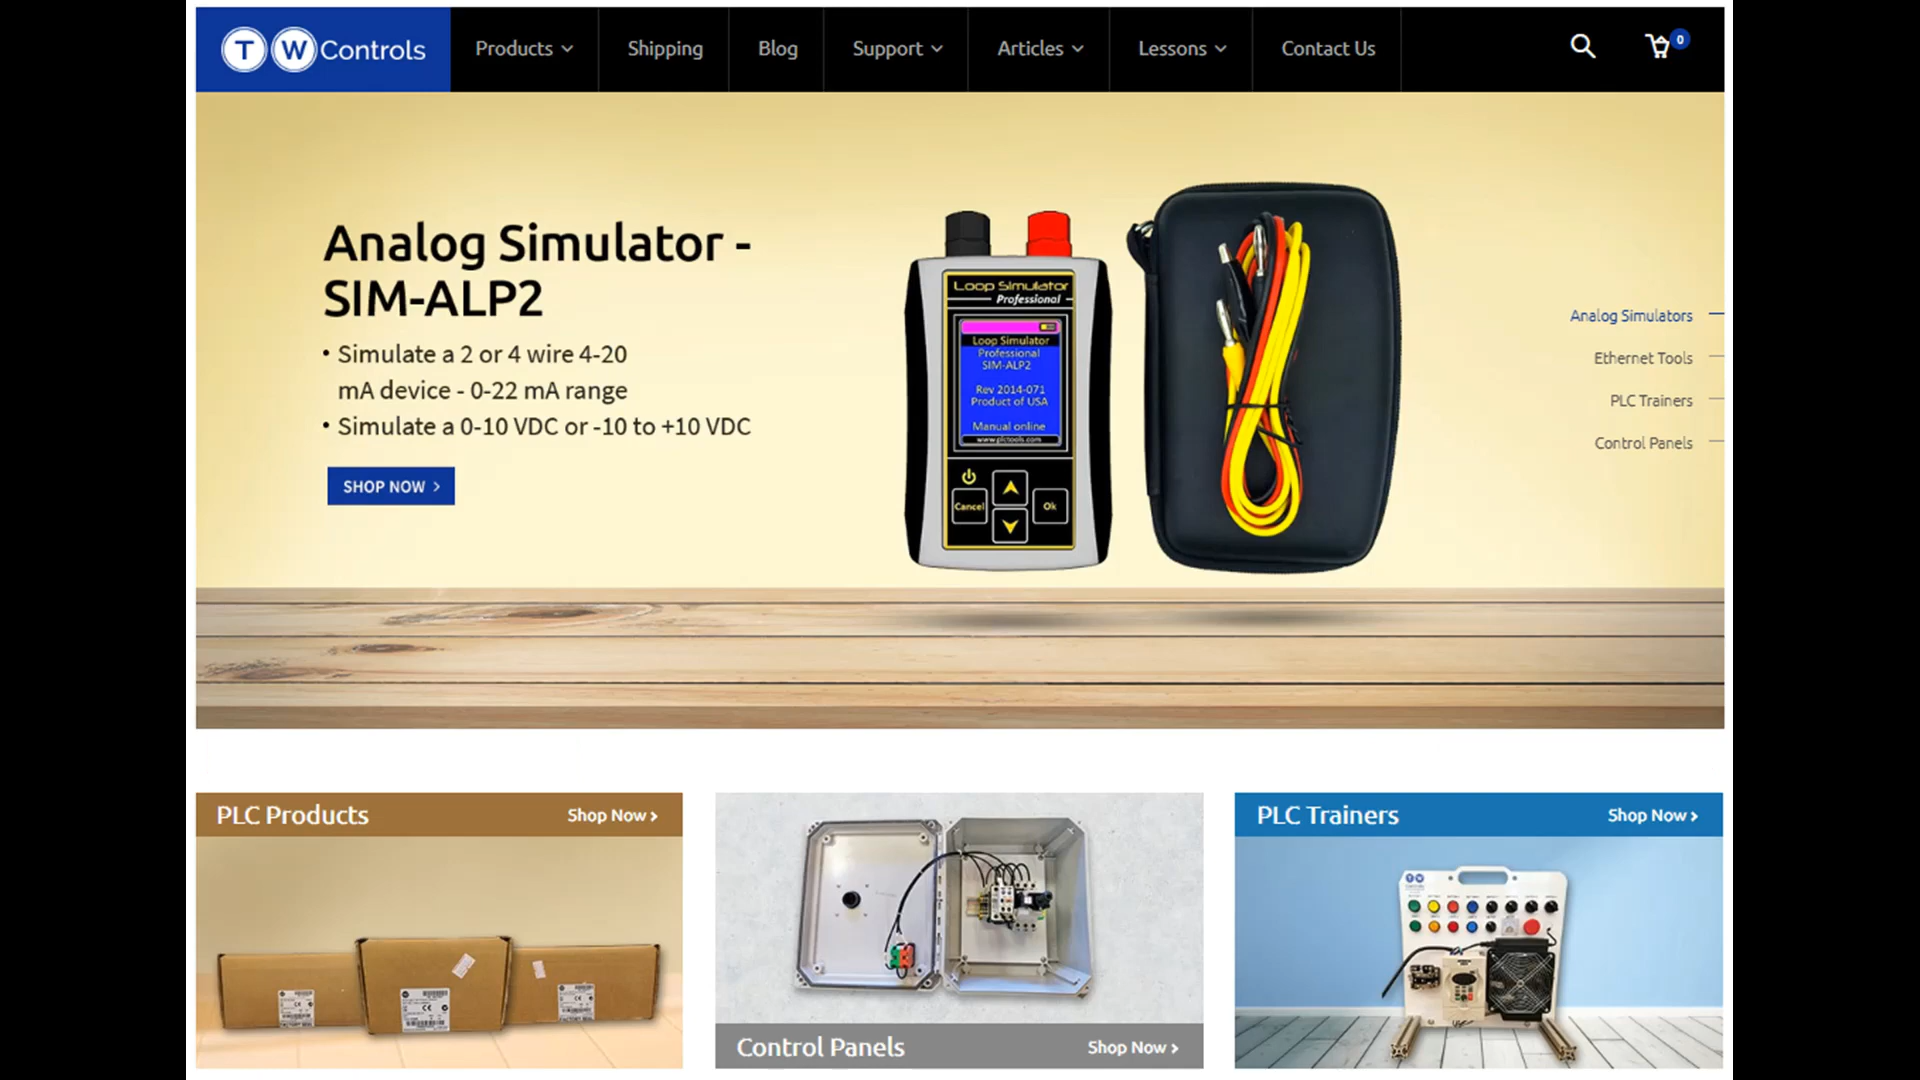 TW Controls
Products
Shipping
Blog
Support
Articles
Lessons
Contact Us
0
Analog Simulator -
SIM-ALP2
• Simulate a 2 or 4 wire 4-20
mA device - 0-22 mA range
• Simulate a 0-10 VDC or -10 to +10 VDC
SHOP NOW >
Loop Simulator
Professional
Loop Simulator
Professional
SIM-ALP2
Rev 2014-071
Product of USA
Manual online
www.plctools.com
Cancel
Ok
Analog Simulators
Ethernet Tools
PLC Trainers
Control Panels
PLC Products
Shop Now >
Control Panels
Shop Now >
PLC Trainers
Shop Now >